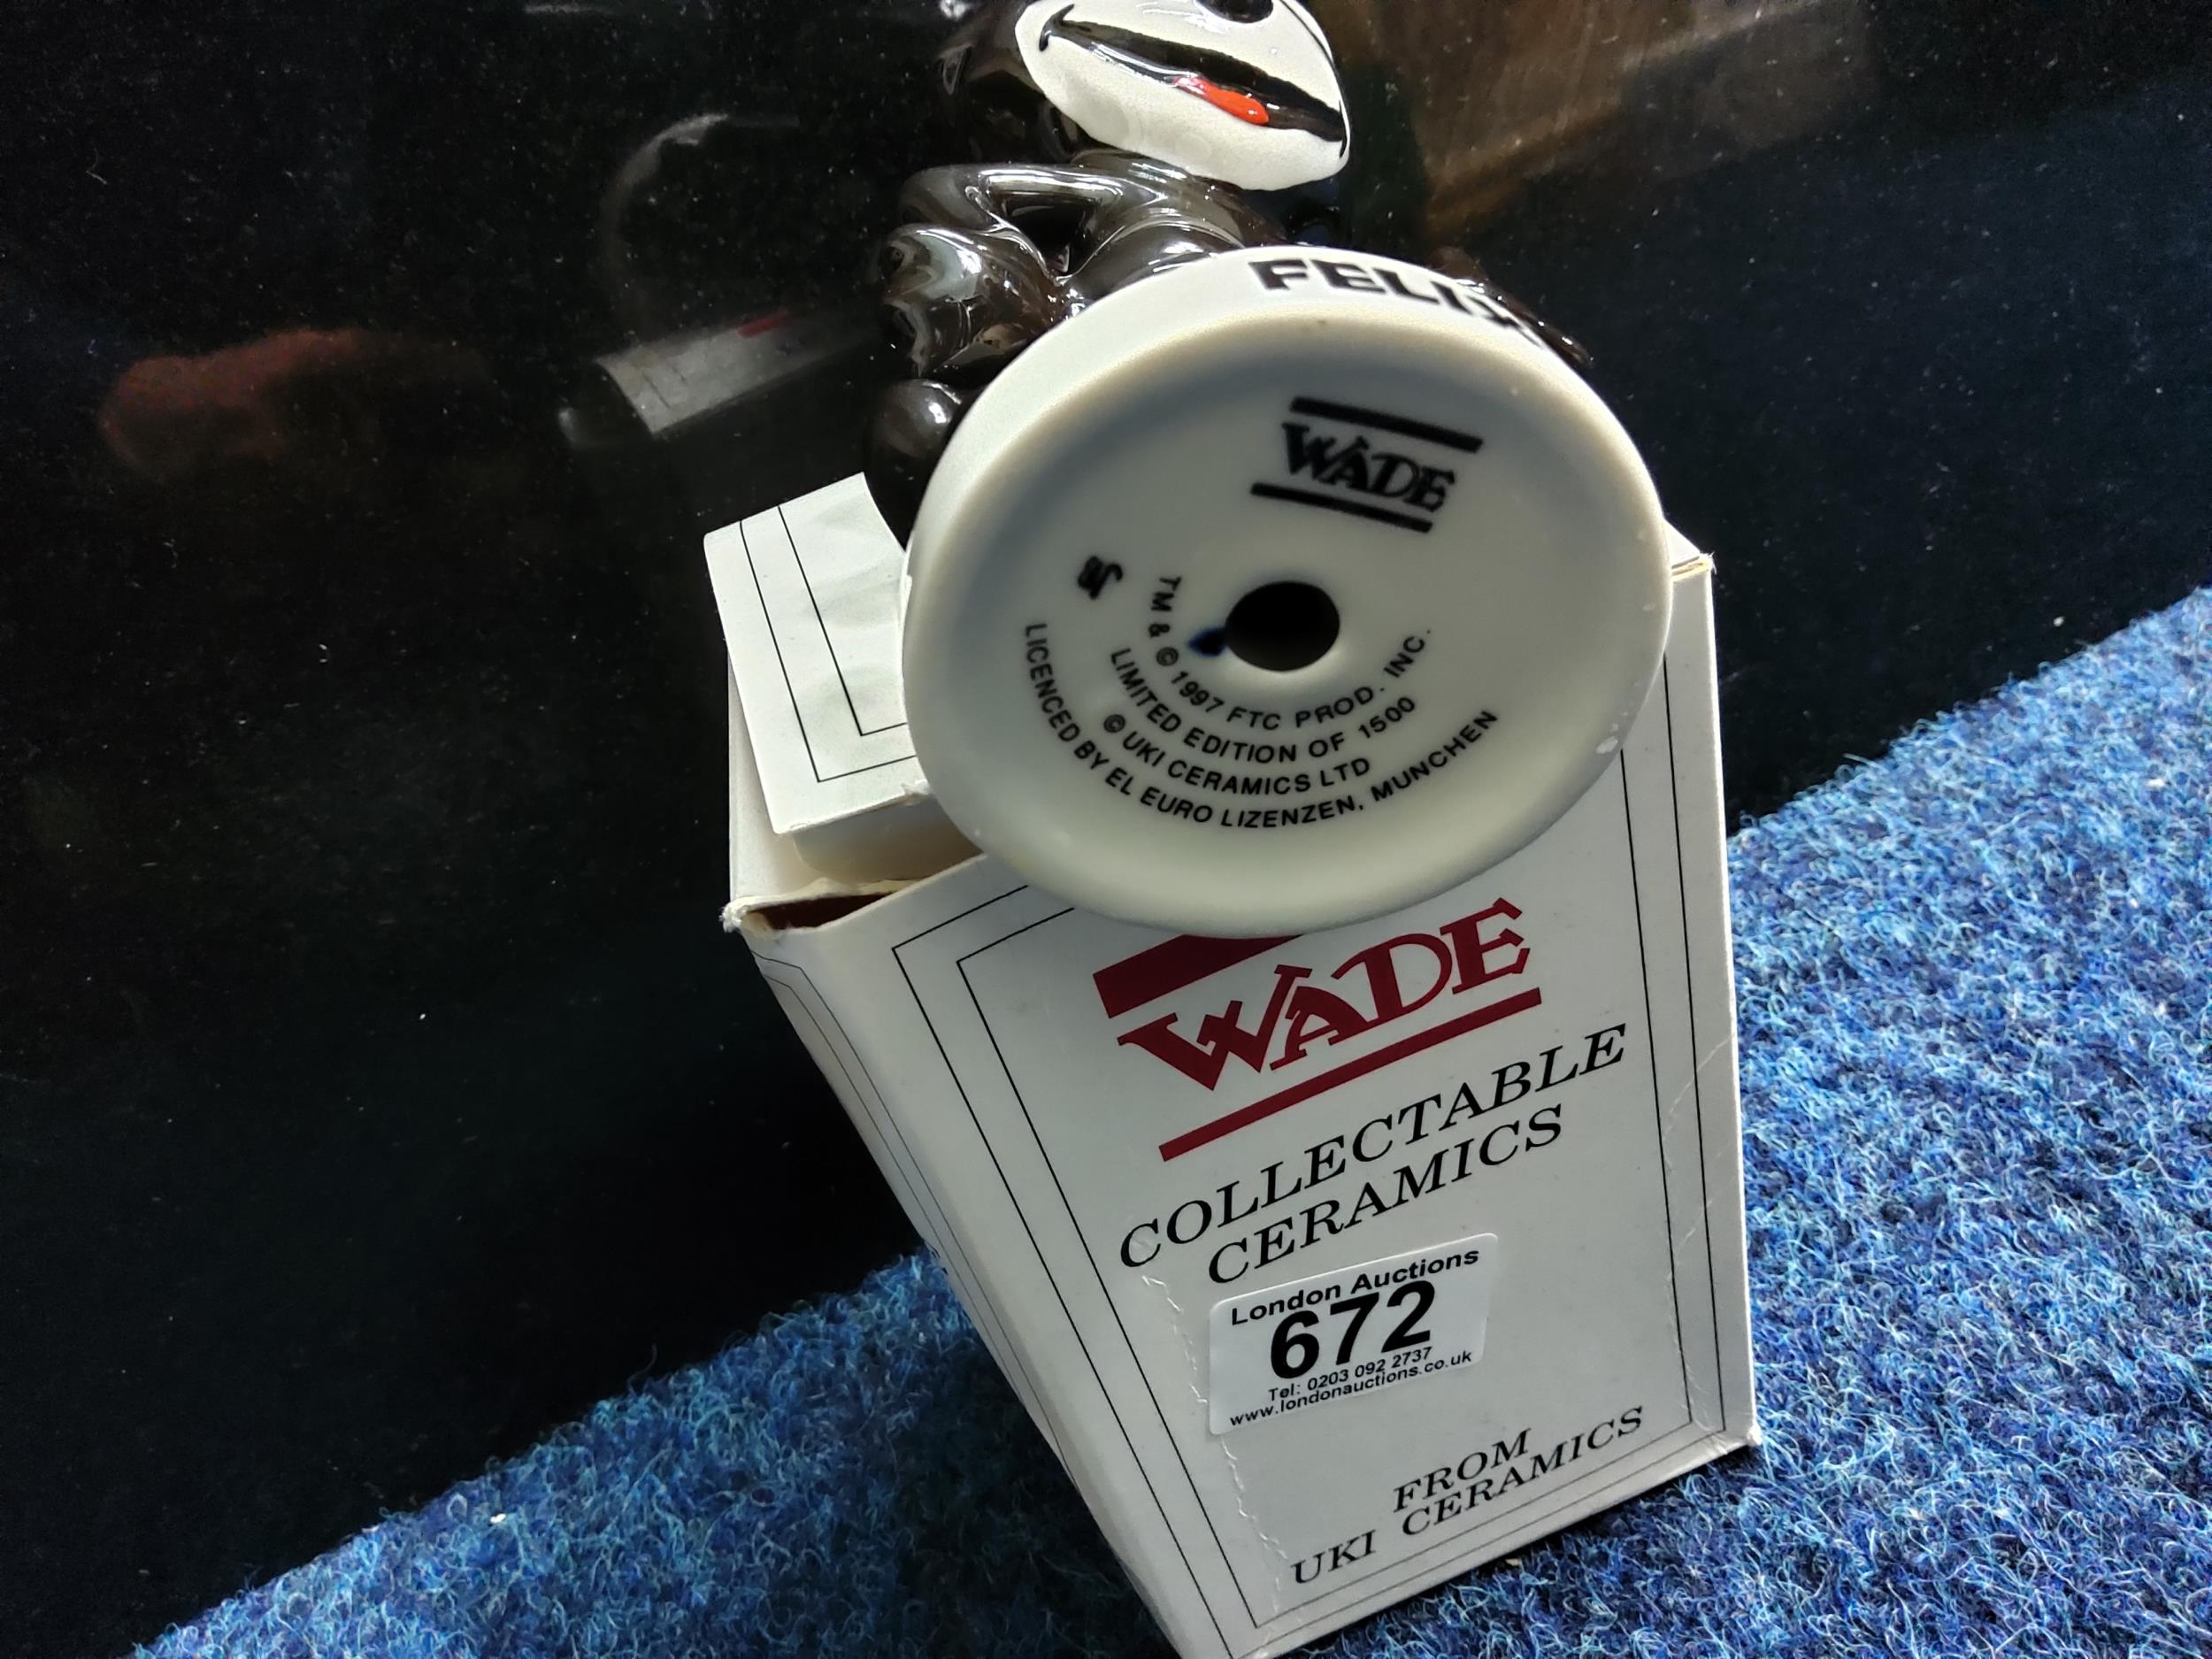 FELIX
WADE
TM & © 1997 FTC PROD. INC.
LIMITED EDITION OF 1500
© UKI CERAMICS LTD
LICENCED BY EL EURO LIZENZEN, MUNCHEN
WADE
COLLECTABLE
CERAMICS
London Auctions
672
Tel: 0203 092 2737
www.londonauctions.co.uk
FROM
UKI CERAMICS